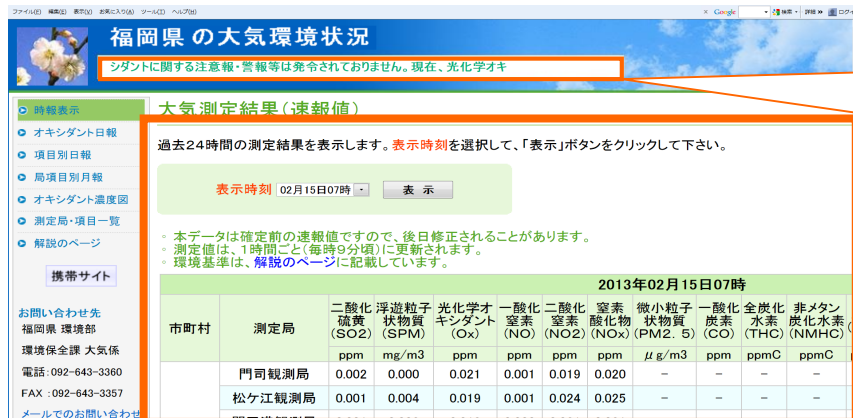 ファイル(F) 編集(E) 表示(V) お気に入り(A) ツール(T) ヘルプ(H)
× Google 検索 詳細 »
福岡県 の大気環境状況
シダントに関する注意報・警報等は発令されておりません。現在、光化学オキ
時報表示
オキシダント日報
項目別日報
局項目別月報
オキシダント濃度図
測定局・項目一覧
解説のページ
携帯サイト
お問い合わせ先
福岡県 環境部
環境保全課 大気係
電話:092-643-3360
FAX :092-643-3357
メールでのお問い合わせ
大気測定結果(速報値)
過去24時間の測定結果を表示します。表示時刻を選択して、「表示」ボタンをクリックして下さい。
表示時刻 02月15日07時 表 示
◦ 本データは確定前の速報値ですので、後日修正されることがあります。
◦ 測定値は、1時間ごと(毎時9分頃)に更新されます。
◦ 環境基準は、解説のページに記載しています。
2013年02月15日07時
市町村 測定局 二酸化硫黄(SO2) 浮遊粒子状物質(SPM) 光化学オキシダント(Ox) 一酸化窒素(NO) 二酸化窒素(NO2) 窒素酸化物(NOx) 微小粒子状物質(PM2.5) 一酸化炭素(CO) 全炭化水素(THC) 非メタン炭化水素(NMHC)
ppm mg/m3 ppm ppm ppm ppm μg/m3 ppm ppmC ppmC
門司観測局 0.002 0.000 0.021 0.001 0.019 0.020 － － － －
松ケ江観測局 0.001 0.004 0.019 0.001 0.024 0.025 － － － －